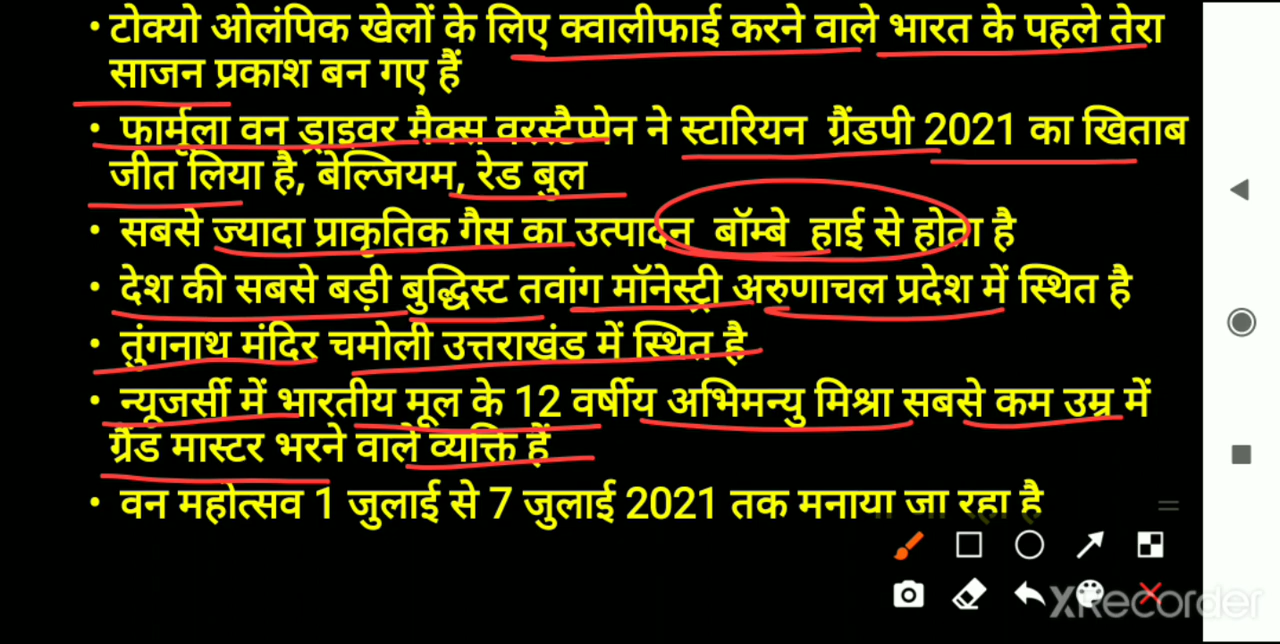 • टोक्यो ओलंपिक खेलों के लिए क्वालीफाई करने वाले भारत के पहले तेरा
साजन प्रकाश बन गए हैं
• फार्मूला वन ड्राइवर मैक्स वरस्टैप्पेन ने स्टारियन ग्रैंडपी 2021 का खिताब
जीत लिया है, बेल्जियम, रेड बुल
• सबसे ज्यादा प्राकृतिक गैस का उत्पादन बॉम्बे हाई से होता है
• देश की सबसे बड़ी बुद्धिस्ट तवांग मॉनेस्ट्री अरुणाचल प्रदेश में स्थित है
• तुंगनाथ मंदिर चमोली उत्तराखंड में स्थित है
• न्यूजर्सी में भारतीय मूल के 12 वर्षीय अभिमन्यु मिश्रा सबसे कम उम्र में
ग्रैंड मास्टर भरने वाले व्यक्ति हैं
• वन महोत्सव 1 जुलाई से 7 जुलाई 2021 तक मनाया जा रहा है
XRecorder